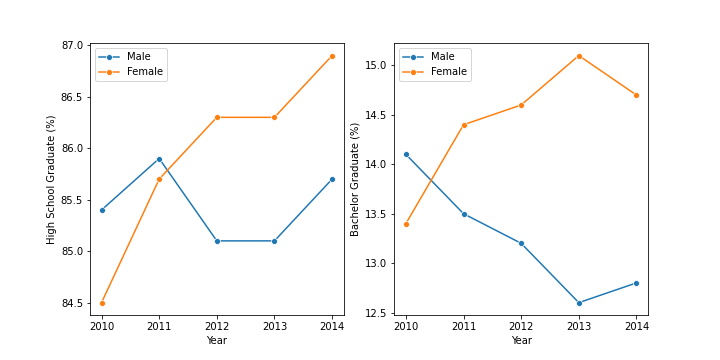 Male
Female
High School Graduate (%)
87.0
86.5
86.0
85.5
85.0
84.5
2010 2011 2012 2013 2014
Year
Male
Female
Bachelor Graduate (%)
15.0
14.5
14.0
13.5
13.0
12.5
2010 2011 2012 2013 2014
Year